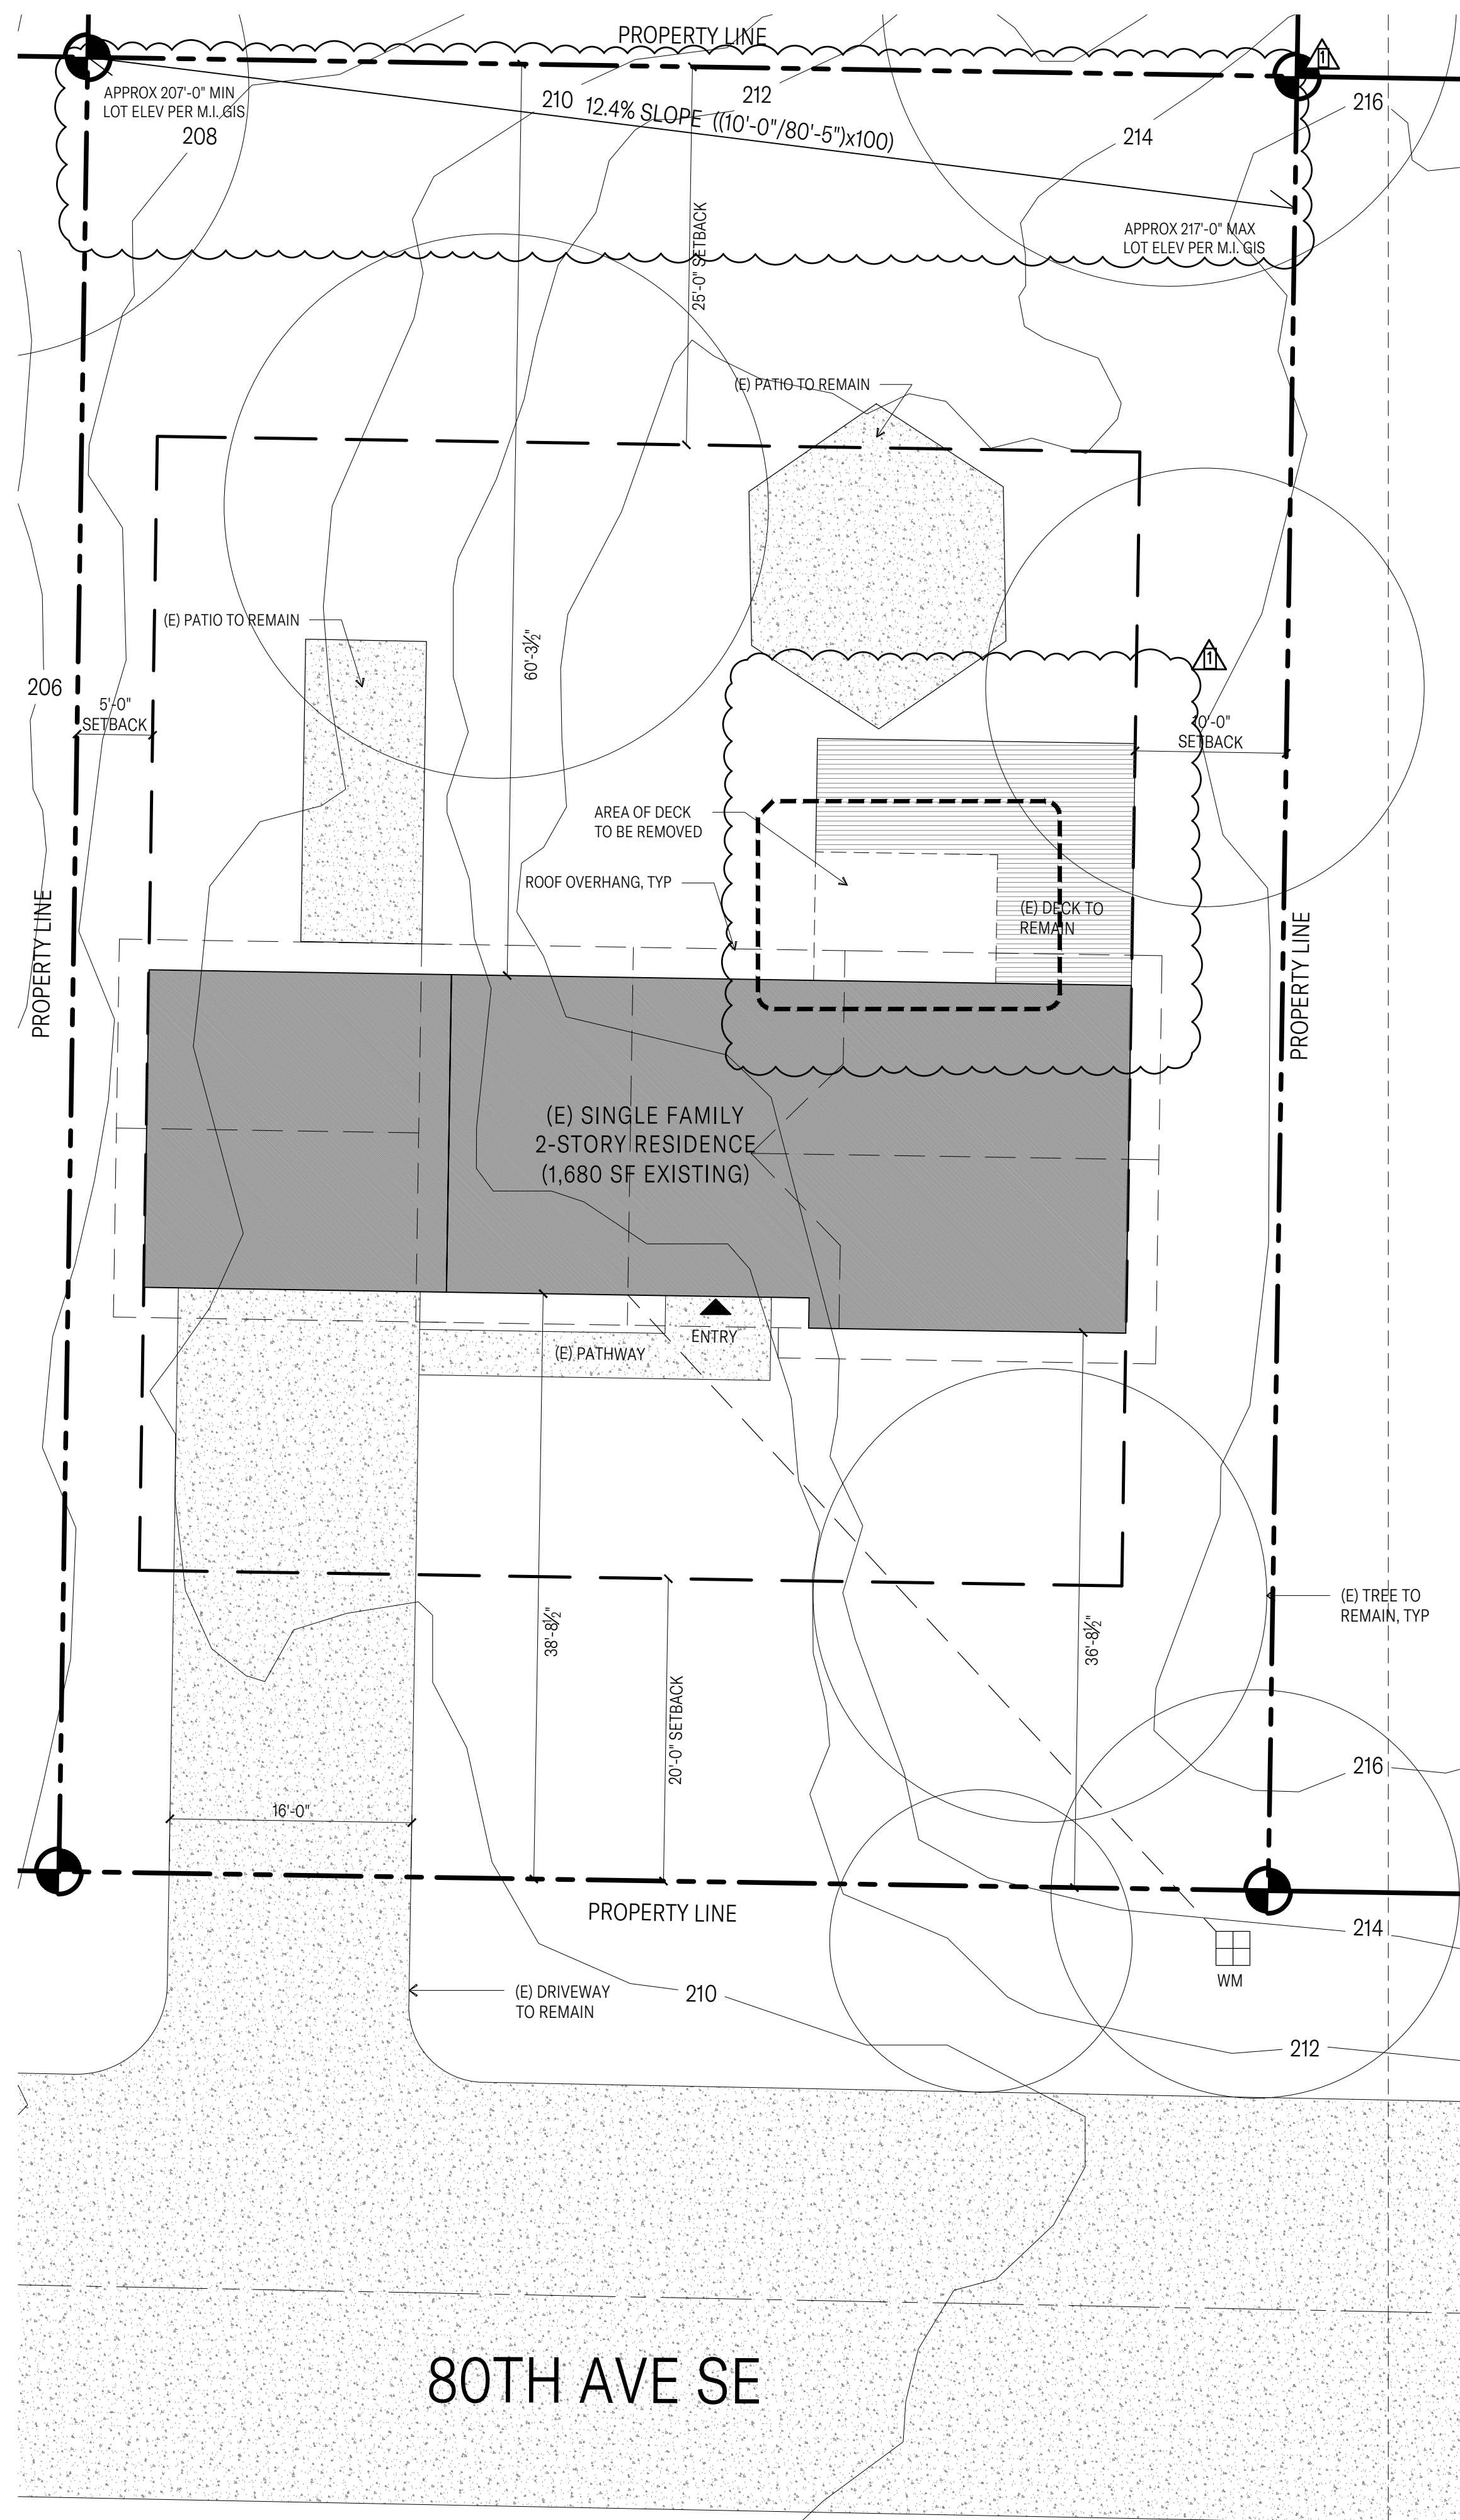 PROPERTY LINE
1
APPROX 207'-0" MIN
LOT ELEV PER M.I. GIS
208
210
12.4% SLOPE ((10'-0"/80'-5")x100)
212
214
216
25'-0" SETBACK
APPROX 217'-0" MAX
LOT ELEV PER M.I. GIS
(E) PATIO TO REMAIN
(E) PATIO TO REMAIN
60'-3½"
1
206
5'-0"
SETBACK
10'-0"
SETBACK
AREA OF DECK
TO BE REMOVED
ROOF OVERHANG, TYP
(E) DECK TO
REMAIN
PROPERTY LINE
PROPERTY LINE
(E) SINGLE FAMILY
2-STORY RESIDENCE
(1,680 SF EXISTING)
ENTRY
(E) PATHWAY
38'-8½"
36'-8½"
(E) TREE TO
REMAIN, TYP
20'-0" SETBACK
216
16'-0"
PROPERTY LINE
214
WM
(E) DRIVEWAY
TO REMAIN
210
212
80TH AVE SE